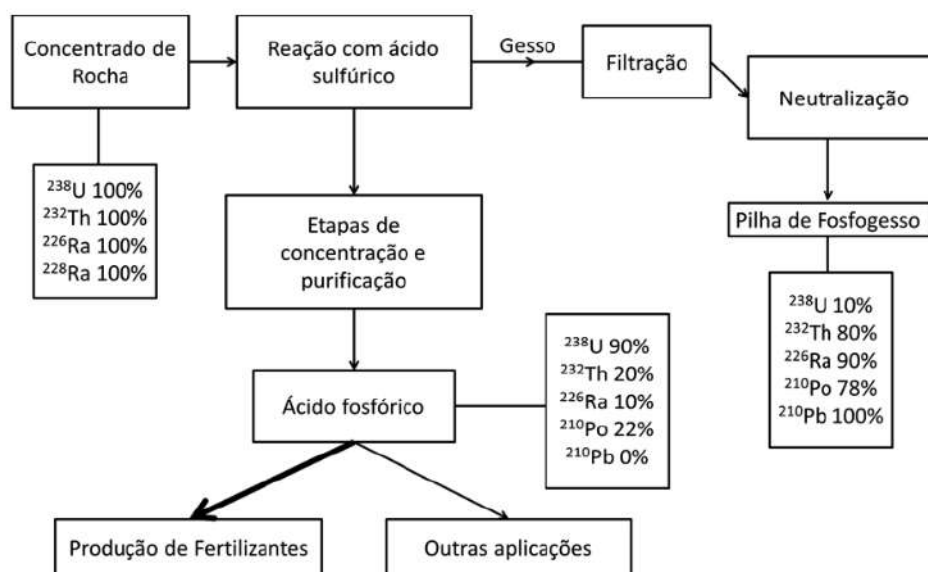 Concentrado de
Rocha
Reação com ácido
sulfúrico
Gesso
Filtração
Neutralização
²³⁸U 100%
²³²Th 100%
²²⁶Ra 100%
²²⁸Ra 100%
Etapas de
concentração e
purificação
Pilha de Fosfogesso
²³⁸U 10%
²³²Th 80%
²²⁶Ra 90%
²¹⁰Po 78%
²¹⁰Pb 100%
Ácido fosfórico
²³⁸U 90%
²³²Th 20%
²²⁶Ra 10%
²¹⁰Po 22%
²¹⁰Pb 0%
Produção de Fertilizantes
Outras aplicações